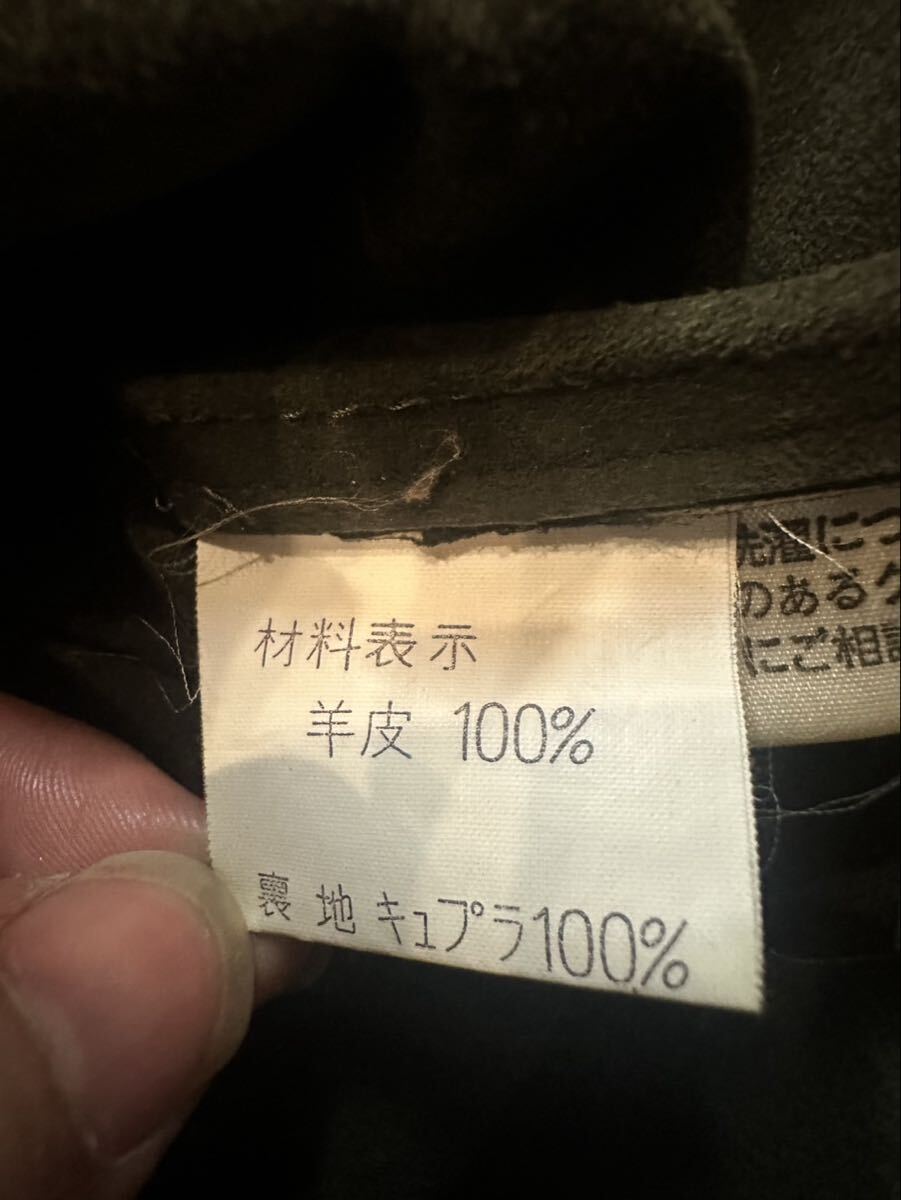 材料表示
羊皮 100%
裏地 キュプラ100%
洗濯につ
のあるク
にご相談